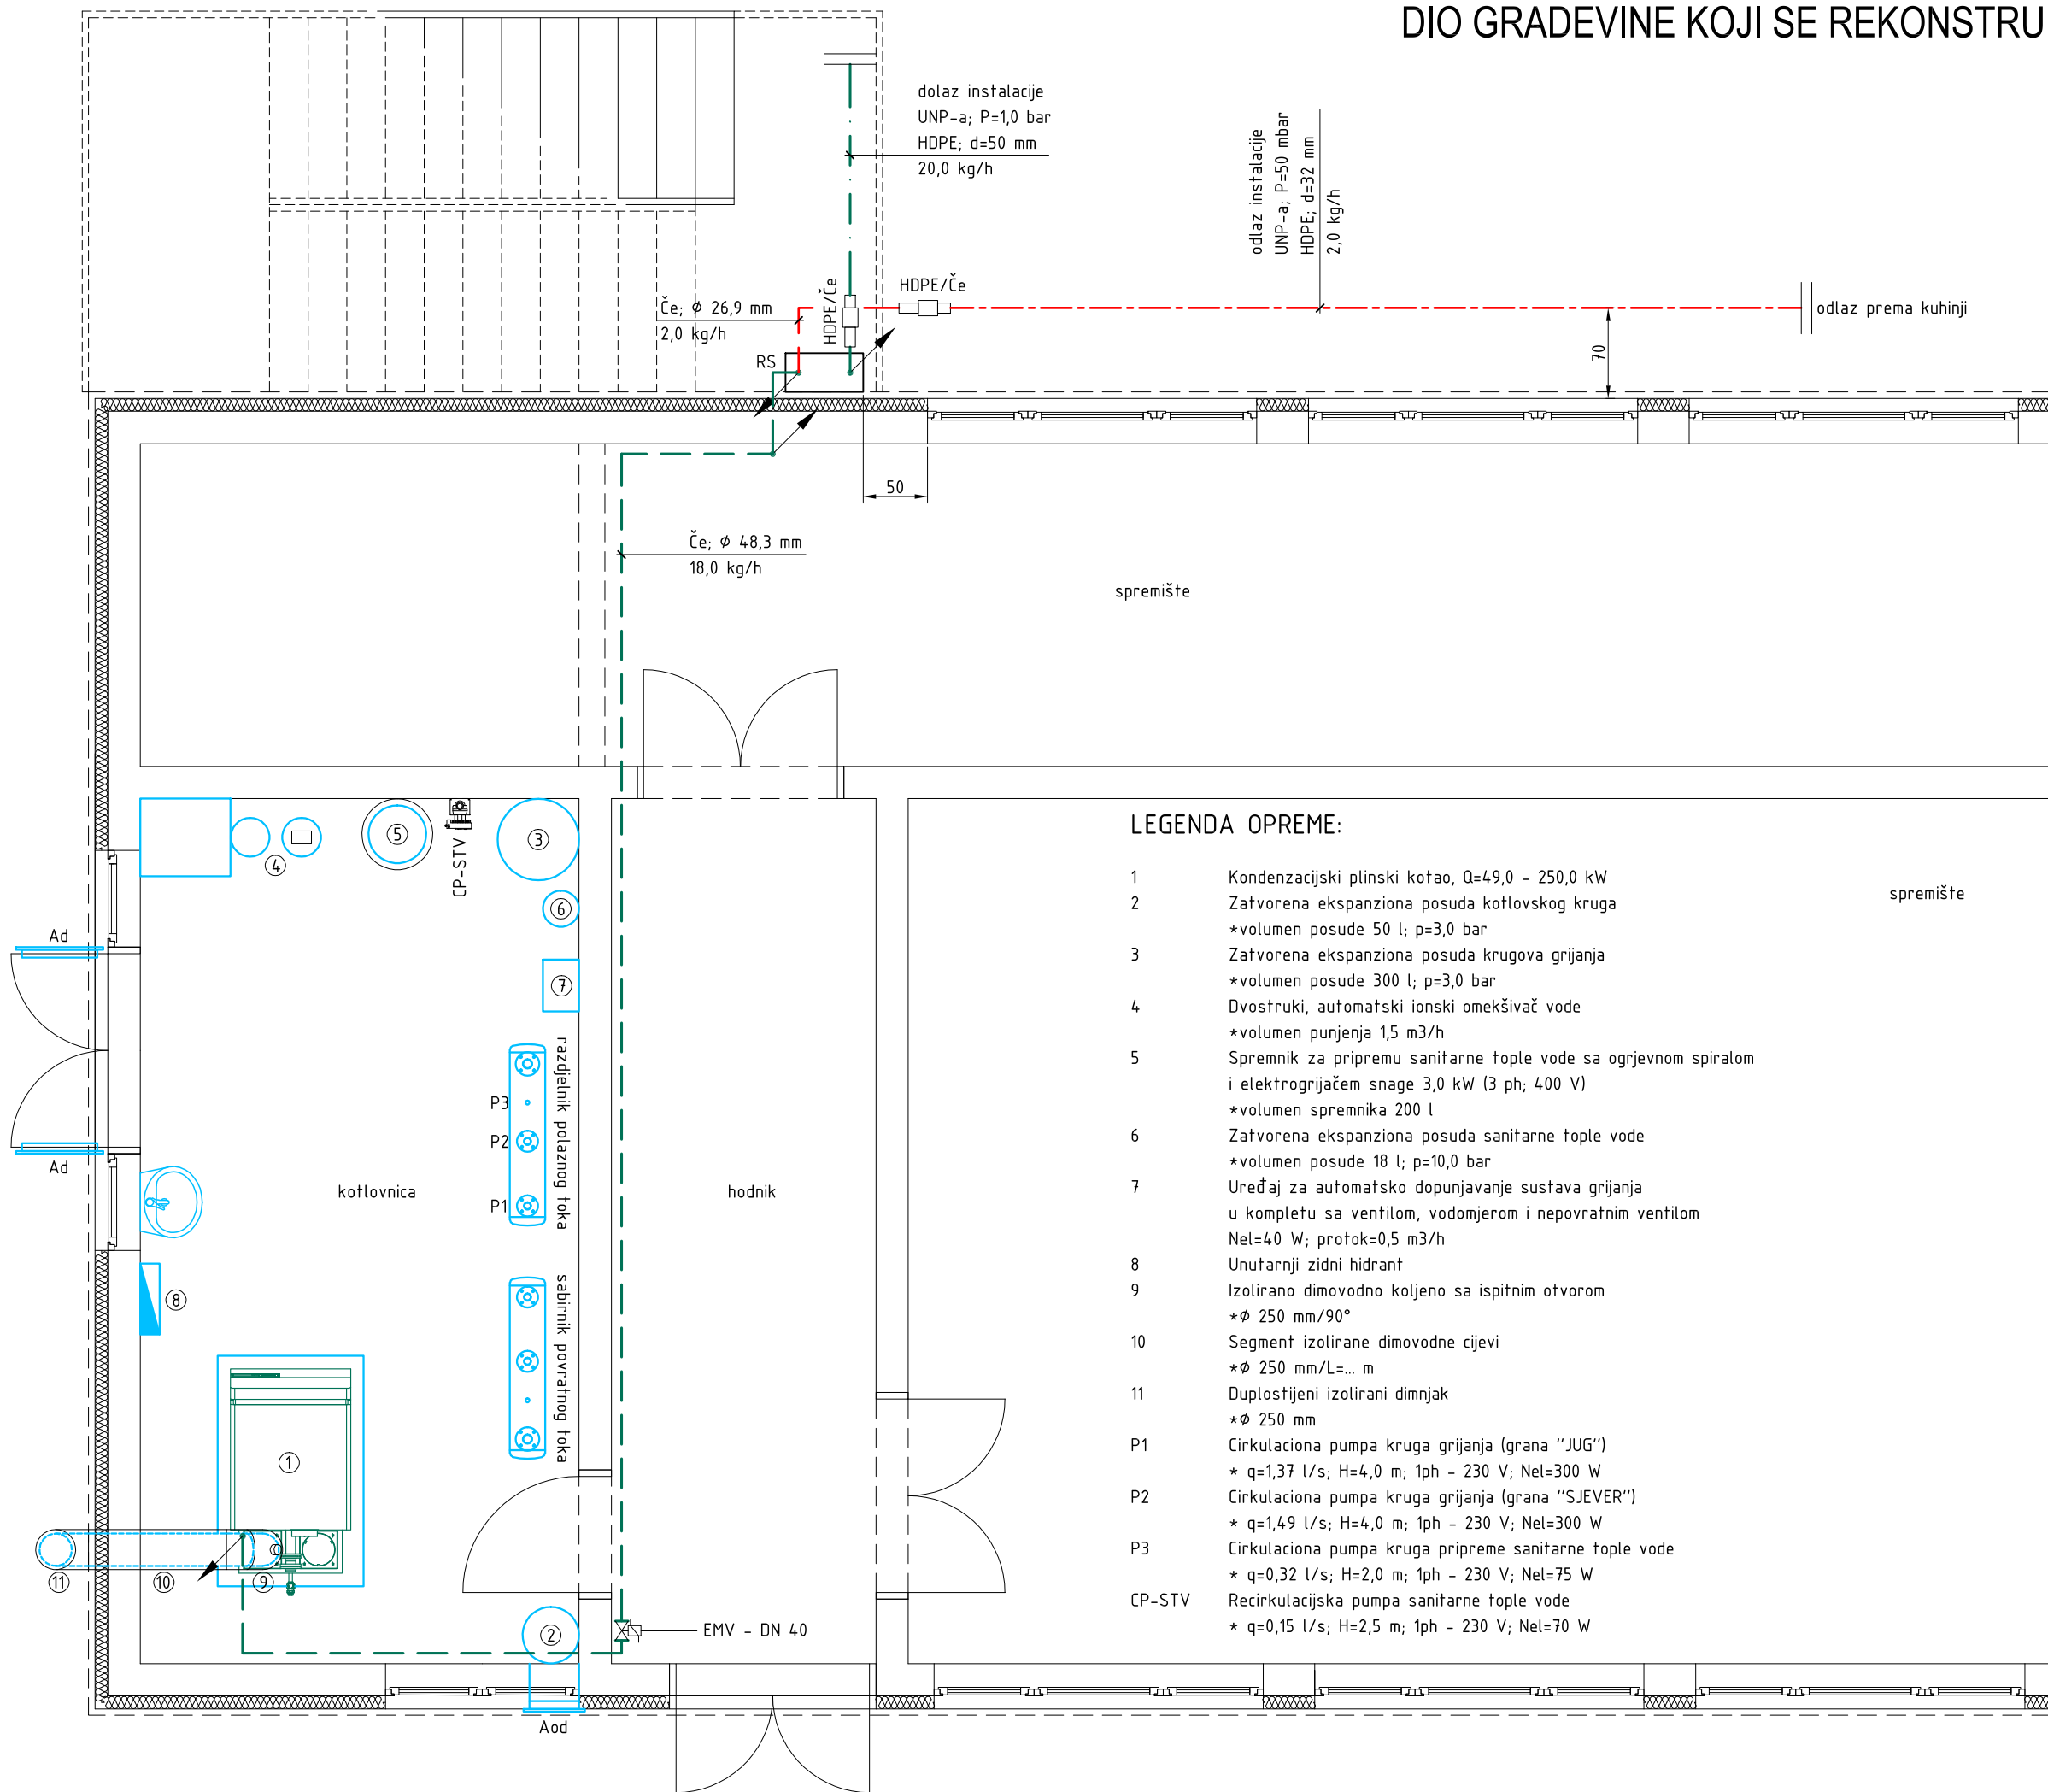 DIO GRADEVINE KOJI SE REKONSTRU
dolaz instalacije
UNP-a; P=1,0 bar
HDPE; d=50 mm
20,0 kg/h
odlaz instalacije
UNP-a; P=50 mbar
HDPE; d=32 mm
2,0 kg/h
HDPE/Če
HDPE/Če
Če; ϕ 26,9 mm
2,0 kg/h
odlaz prema kuhinji
RS
70
50
Če; ϕ 48,3 mm
18,0 kg/h
spremište
5
3
4
CP-STV
6
Ad
7
razdjelnik polaznog toka
P3
P2
P1
Ad
kotlovnica
hodnik
8
sabirnik povratnog toka
1
11
10
9
2
EMV - DN 40
Aod
spremište
LEGENDA OPREME:
1 Kondenzacijski plinski kotao, Q=49,0 - 250,0 kW
2 Zatvorena ekspanziona posuda kotlovskog kruga
*volumen posude 50 l; p=3,0 bar
3 Zatvorena ekspanziona posuda krugova grijanja
*volumen posude 300 l; p=3,0 bar
4 Dvostruki, automatski ionski omekšivač vode
*volumen punjenja 1,5 m3/h
5 Spremnik za pripremu sanitarne tople vode sa ogrjevnom spiralom
i elektrogrijačem snage 3,0 kW (3 ph; 400 V)
*volumen spremnika 200 l
6 Zatvorena ekspanziona posuda sanitarne tople vode
*volumen posude 18 l; p=10,0 bar
7 Uređaj za automatsko dopunjavanje sustava grijanja
u kompletu sa ventilom, vodomjerom i nepovratnim ventilom
Nel=40 W; protok=0,5 m3/h
8 Unutarnji zidni hidrant
9 Izolirano dimovodno koljeno sa ispitnim otvorom
*ϕ 250 mm/90°
10 Segment izolirane dimovodne cijevi
*ϕ 250 mm/L=... m
11 Duplostijeni izolirani dimnjak
*ϕ 250 mm
P1 Cirkulaciona pumpa kruga grijanja (grana ''JUG'')
* q=1,37 l/s; H=4,0 m; 1ph - 230 V; Nel=300 W
P2 Cirkulaciona pumpa kruga grijanja (grana ''SJEVER'')
* q=1,49 l/s; H=4,0 m; 1ph - 230 V; Nel=300 W
P3 Cirkulaciona pumpa kruga pripreme sanitarne tople vode
* q=0,32 l/s; H=2,0 m; 1ph - 230 V; Nel=75 W
CP-STV Recirkulacijska pumpa sanitarne tople vode
* q=0,15 l/s; H=2,5 m; 1ph - 230 V; Nel=70 W